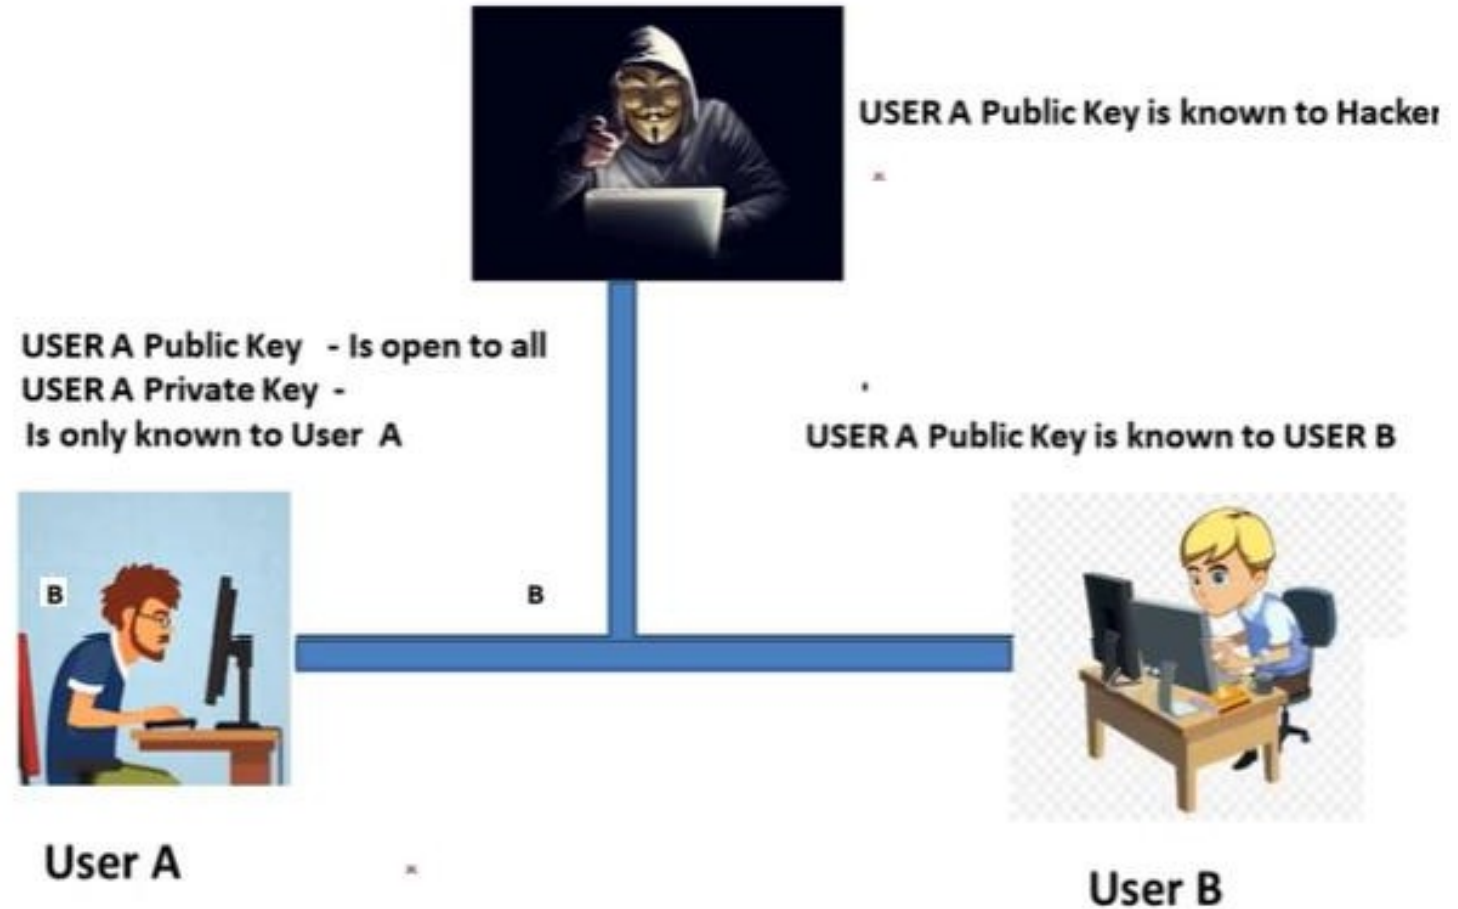 USER A Public Key is known to Hacker
USER A Public Key - Is open to all
USER A Private Key -
Is only known to User A
USER A Public Key is known to USER B
B
B
User A
User B